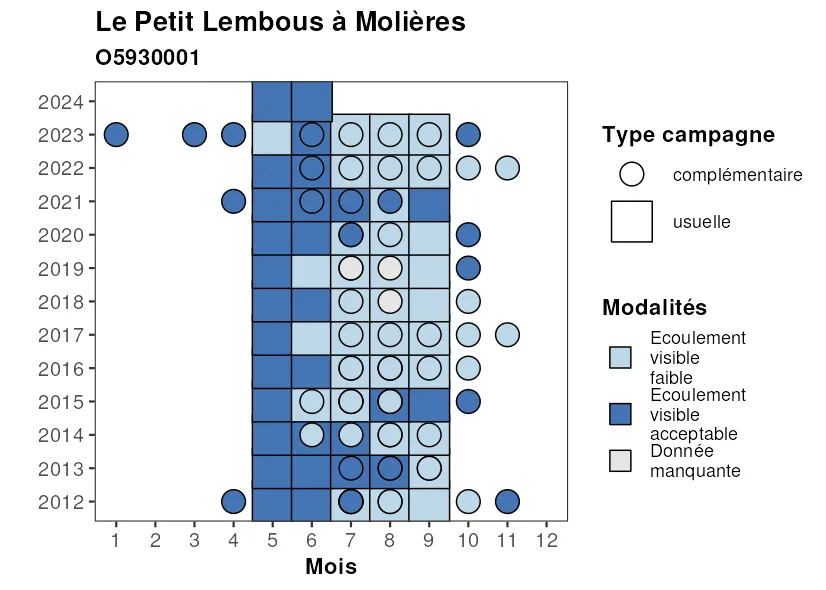 Le Petit Lembous à Molières
O5930001
2024
2023
2022
2021
2020
2019
2018
2017
2016
2015
2014
2013
2012
1 2 3 4 5 6 7 8 9 10 11 12
Mois
Type campagne
complémentaire
usuelle
Modalités
Ecoulement
visible
faible
Ecoulement
visible
acceptable
Donnée
manquante